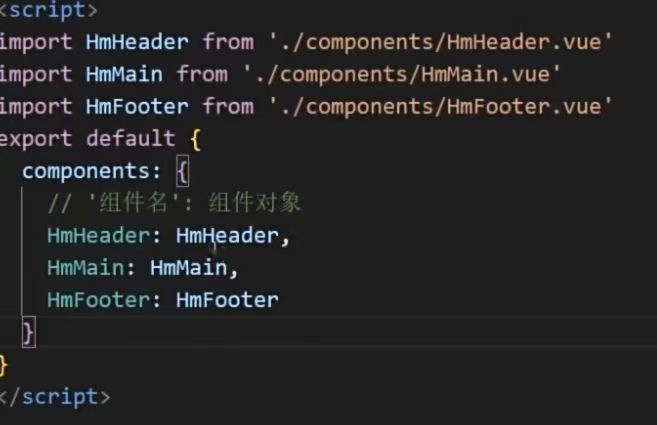 <script>
import HmHeader from './components/HmHeader.vue'
import HmMain from './components/HmMain.vue'
import HmFooter from './components/HmFooter.vue'
export default {
  components: {
    // '组件名': 组件对象
    HmHeader: HmHeader,
    HmMain: HmMain,
    HmFooter: HmFooter
  }
}
</script>